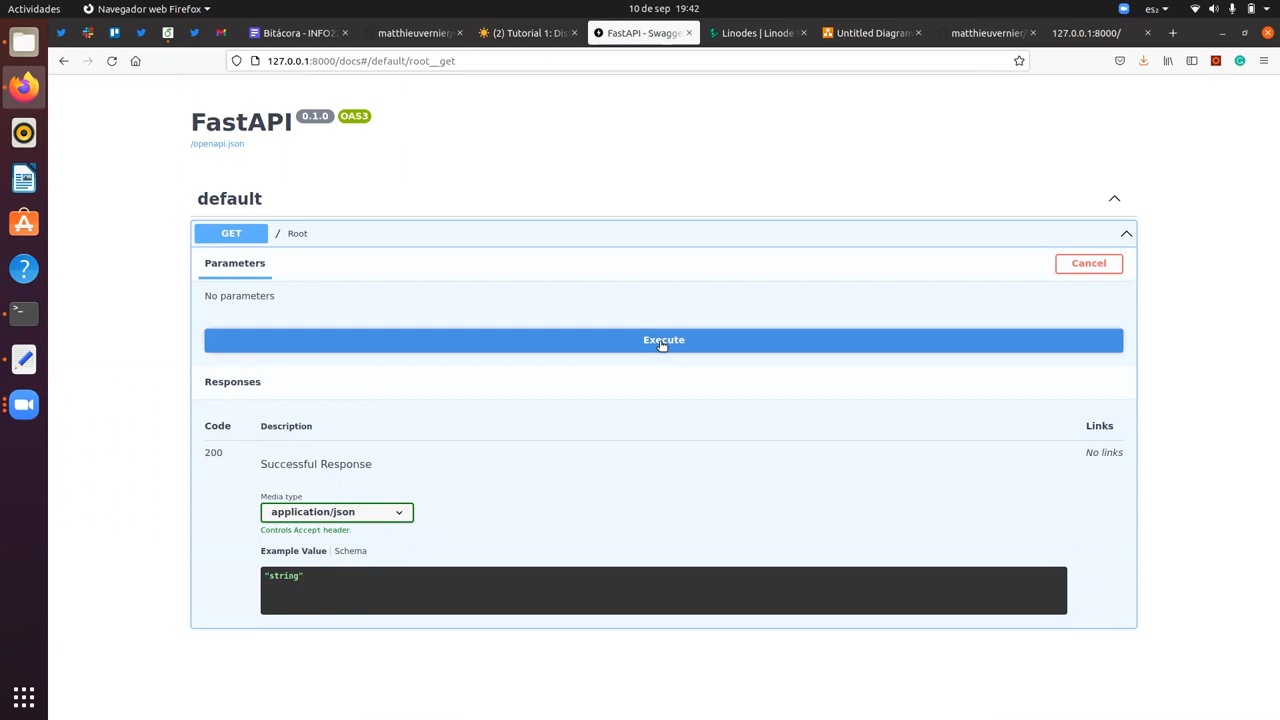 Actividades
Navegador web Firefox
10 de sep 19:42
es₂
Bitácora - INFO2
matthieuvernier/
(2) Tutorial 1: Dis
FastAPI - Swagge
Linodes | Linode
Untitled Diagram
matthieuvernier/
127.0.0.1:8000/
127.0.0.1:8000/docs#/default/root__get
FastAPI 0.1.0 OAS3
/openapi.json
default
GET / Root
Parameters
Cancel
No parameters
Execute
Responses
Code Description Links
200 Successful Response No links
Media type
application/json
Controls Accept header.
Example Value Schema
"string"